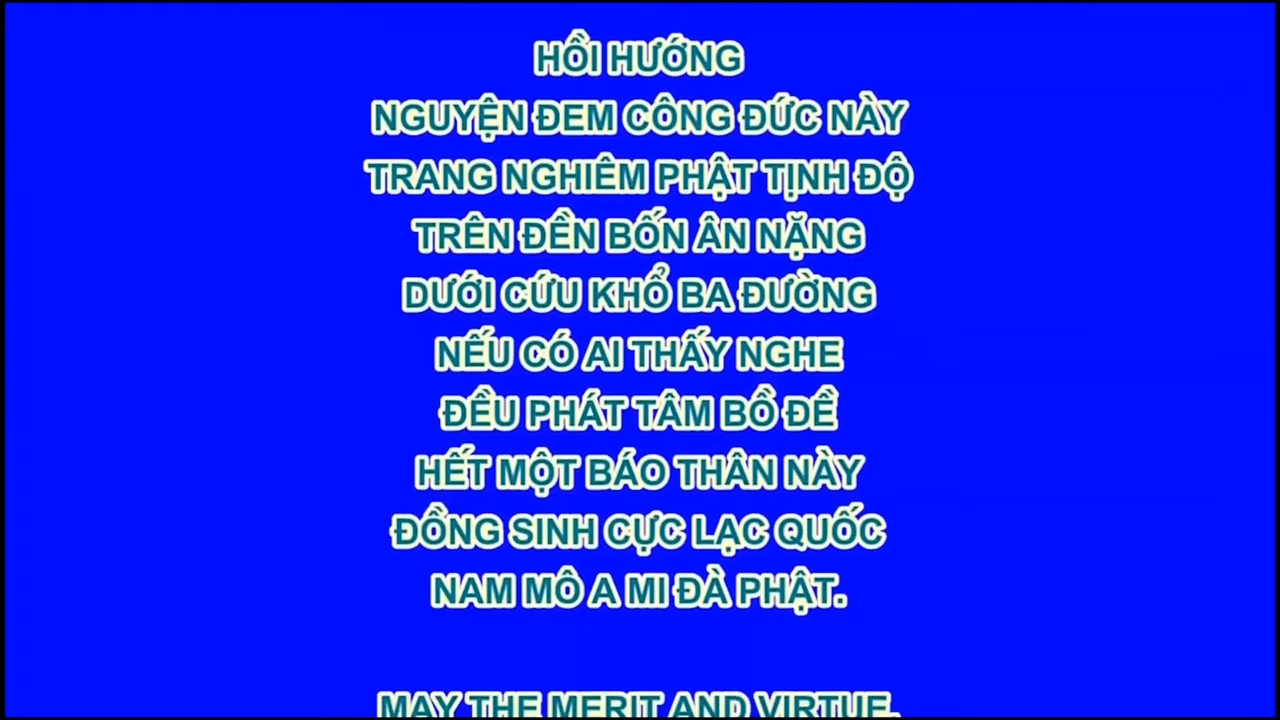 HỒI HƯỚNG
NGUYỆN ĐEM CÔNG ĐỨC NÀY
TRANG NGHIÊM PHẬT TỊNH ĐỘ
TRÊN ĐỀN BỐN ÂN NẶNG
DƯỚI CỨU KHỔ BA ĐƯỜNG
NẾU CÓ AI THẤY NGHE
ĐỀU PHÁT TÂM BỒ ĐỀ
HẾT MỘT BÁO THÂN NÀY
ĐỒNG SINH CỰC LẠC QUỐC
NAM MÔ A MI ĐÀ PHẬT.
MAY THE MERIT AND VIRTUE,